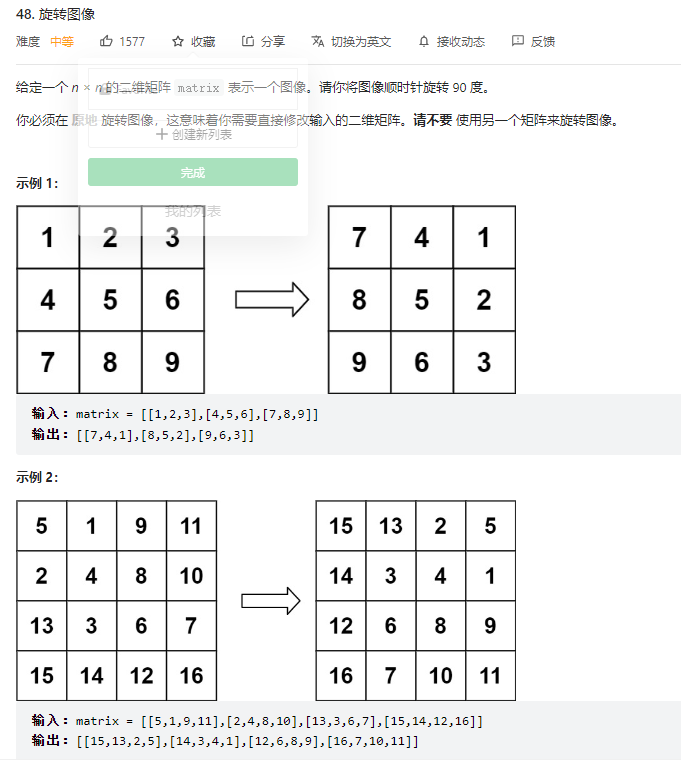 48. 旋转图像
难度 中等 1577 收藏 分享 切换为英文 接收动态 反馈
给定一个 n × n 的二维矩阵 matrix 表示一个图像。请你将图像顺时针旋转 90 度。
你必须在 原地 旋转图像，这意味着你需要直接修改输入的二维矩阵。请不要 使用另一个矩阵来旋转图像。
创建新列表
完成
我的列表
示例 1：
1 2 3 7 4 1
4 5 6 8 5 2
7 8 9 9 6 3
输入：matrix = [[1,2,3],[4,5,6],[7,8,9]]
输出：[[7,4,1],[8,5,2],[9,6,3]]
示例 2：
5 1 9 11 15 13 2 5
2 4 8 10 14 3 4 1
13 3 6 7 12 6 8 9
15 14 12 16 16 7 10 11
输入：matrix = [[5,1,9,11],[2,4,8,10],[13,3,6,7],[15,14,12,16]]
输出：[[15,13,2,5],[14,3,4,1],[12,6,8,9],[16,7,10,11]]